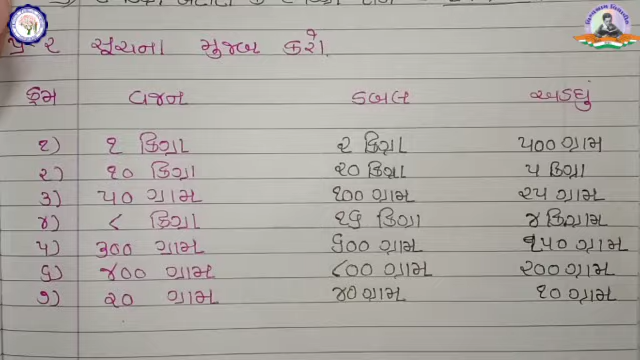 પ્ર-૨ સૂચના મુજબ કરો.
ક્રમ વજન ડબલ અડધું
૧) ૧ કિગ્રા ૨ કિગ્રા ૫૦૦ ગ્રામ
૨) ૧૦ કિગ્રા ૨૦ કિગ્રા ૫ કિગ્રા
૩) ૫૦ ગ્રામ ૧૦૦ ગ્રામ ૨૫ ગ્રામ
૪) ૮ કિગ્રા ૧૬ કિગ્રા ૪ કિગ્રામ
૫) ૩૦૦ ગ્રામ ૬૦૦ ગ્રામ ૧૫૦ ગ્રામ
૬) ૪૦૦ ગ્રામ ૮૦૦ ગ્રામ ૨૦૦ ગ્રામ
૭) ૨૦ ગ્રામ ૪૦ ગ્રામ ૧૦ ગ્રામ